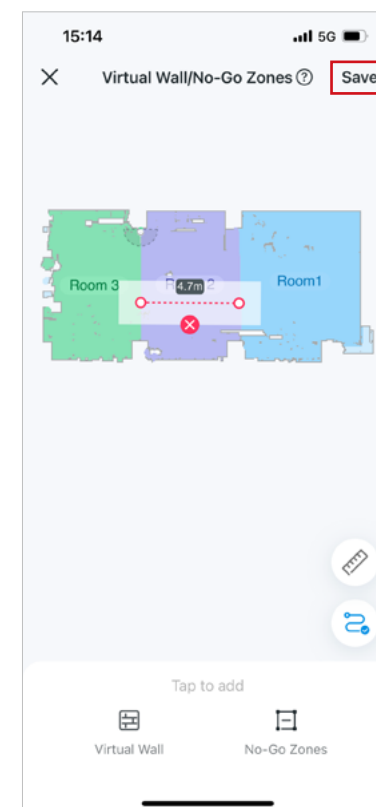 15:14 5G
Virtual Wall/No-Go Zones ? Save
4.7m
Room 3 R 2 Room1
Tap to add
Virtual Wall No-Go Zones